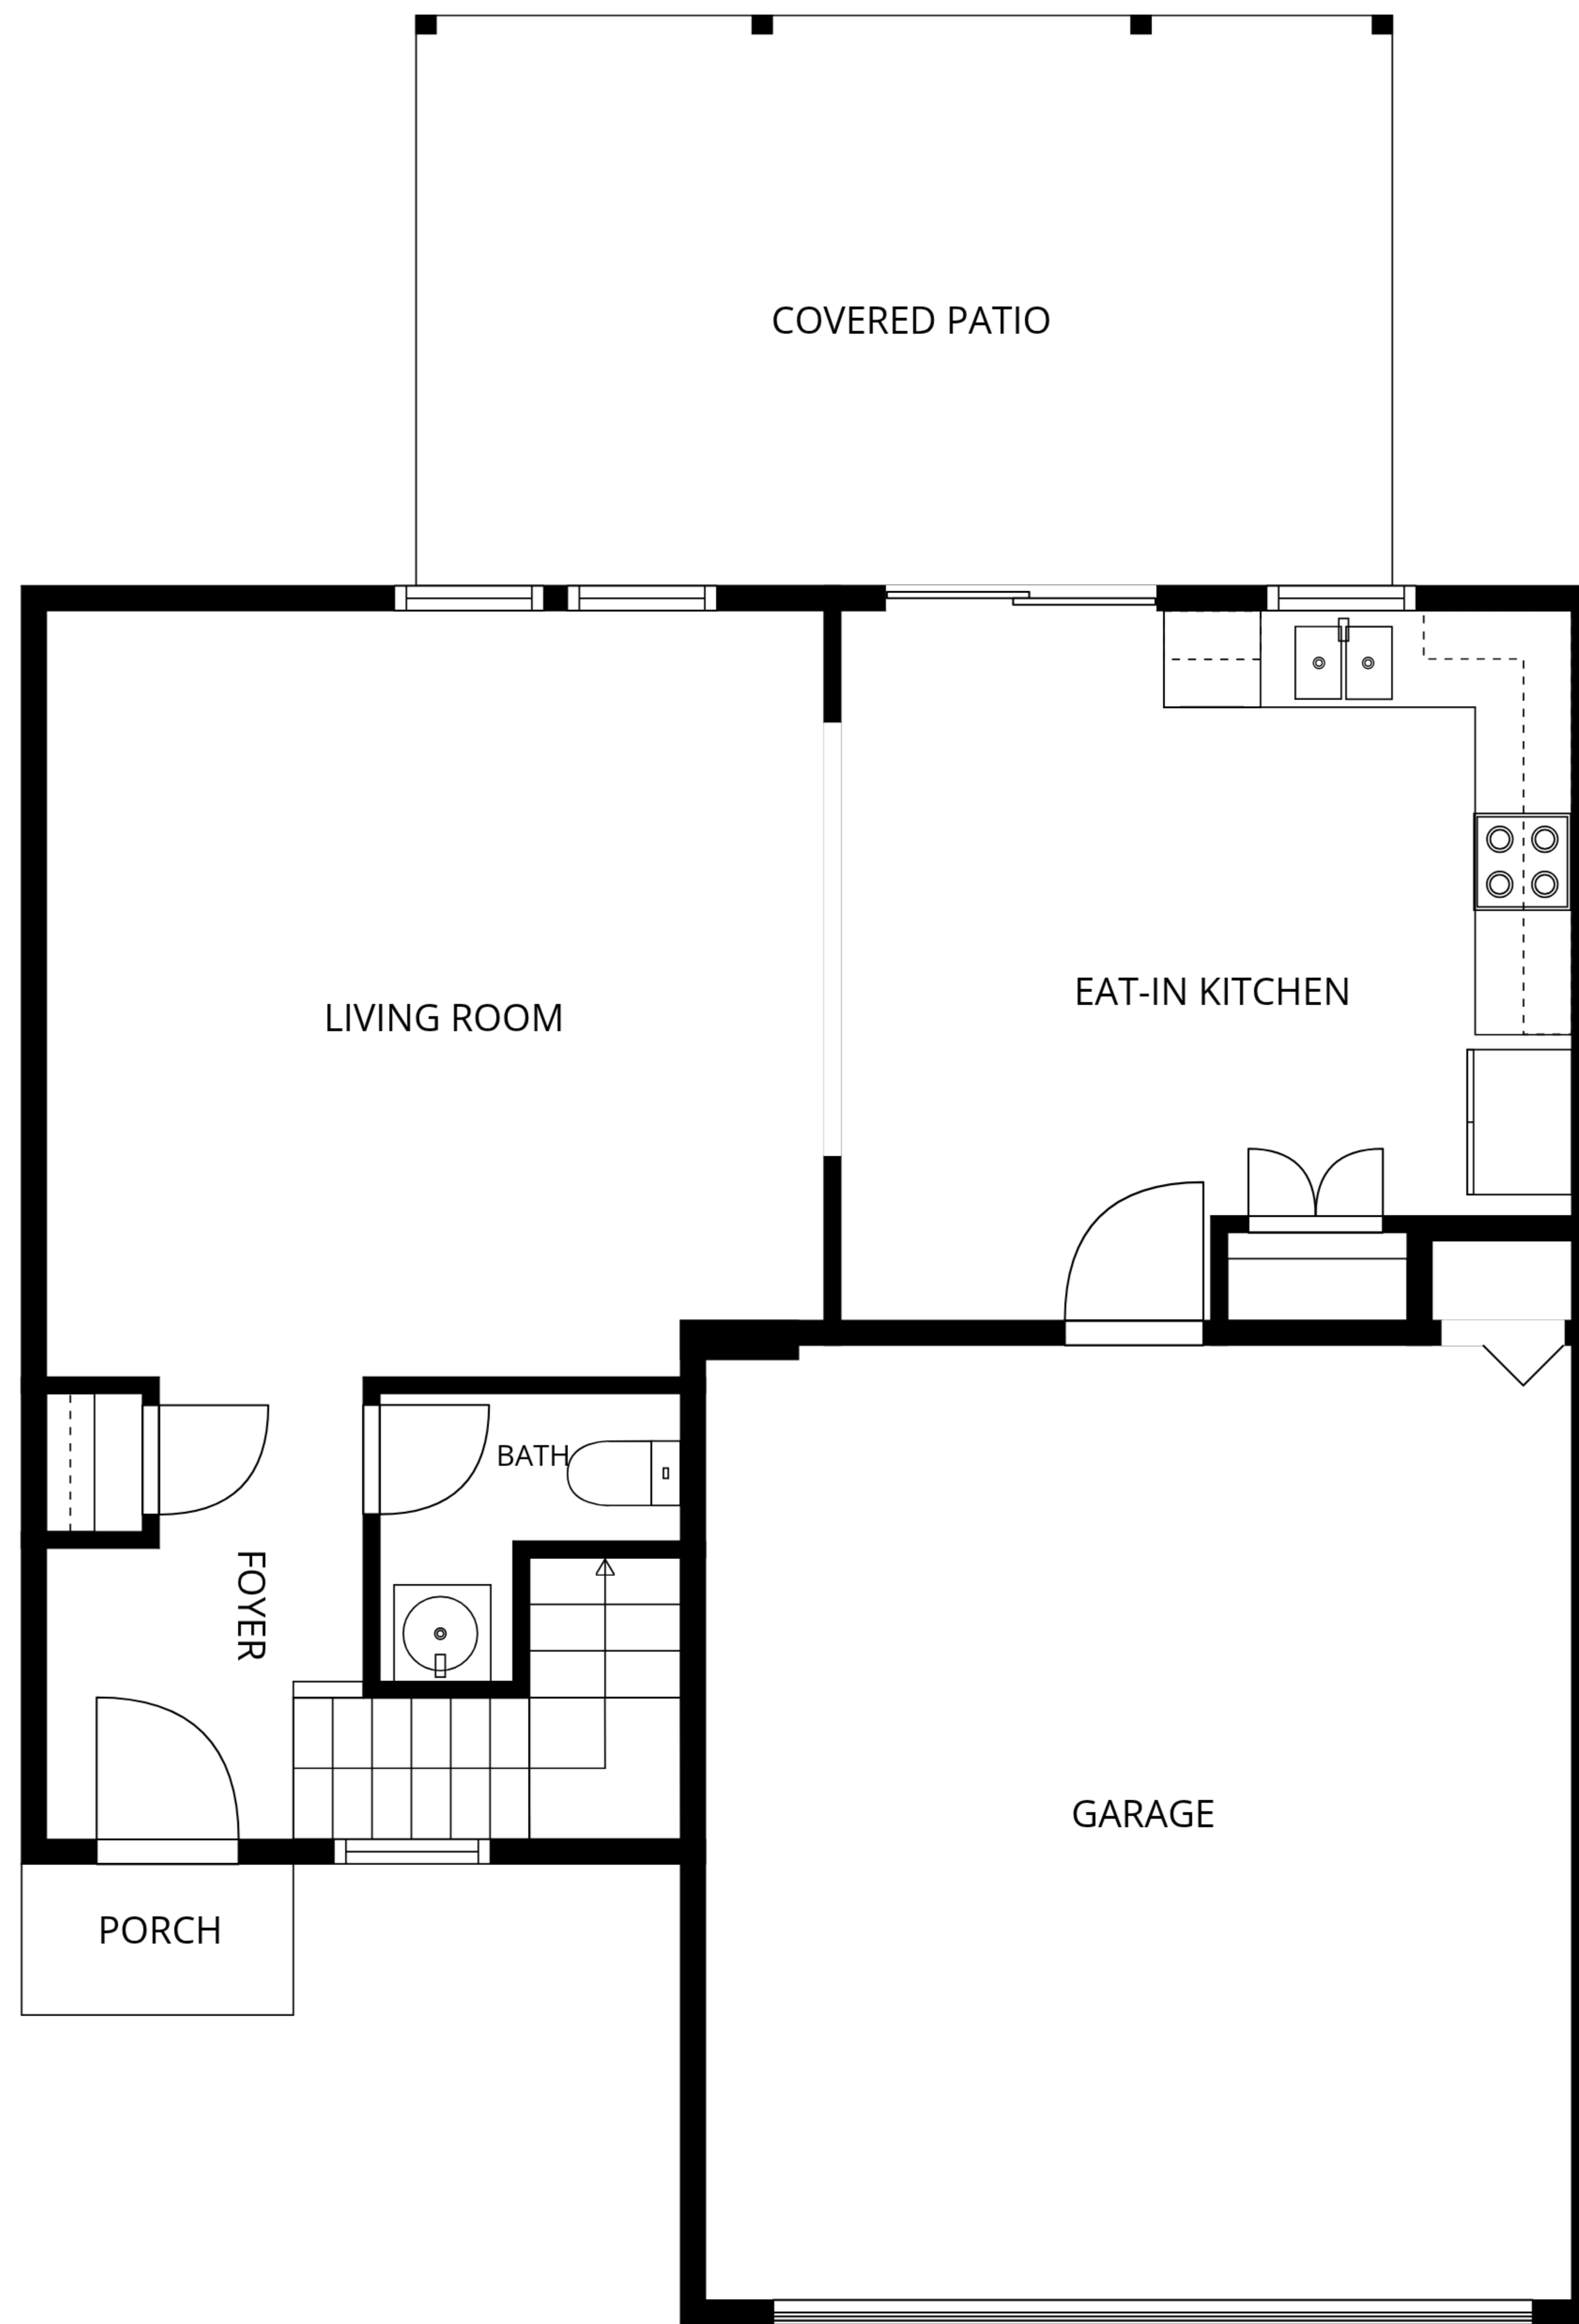 COVERED PATIO
EAT-IN KITCHEN
LIVING ROOM
BATH
FOYER
GARAGE
PORCH